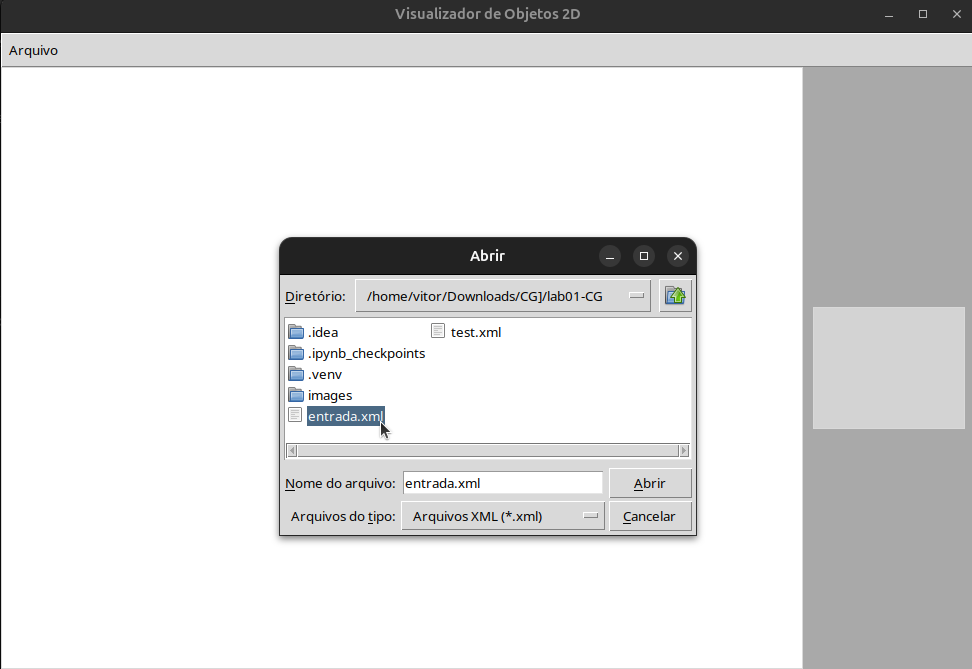 Visualizador de Objetos 2D
Arquivo
Abrir
Diretório: /home/vitor/Downloads/CG]/lab01-CG
.idea test.xml
.ipynb_checkpoints
.venv
images
entrada.xml
Nome do arquivo: entrada.xml Abrir
Arquivos do tipo: Arquivos XML (*.xml) Cancelar